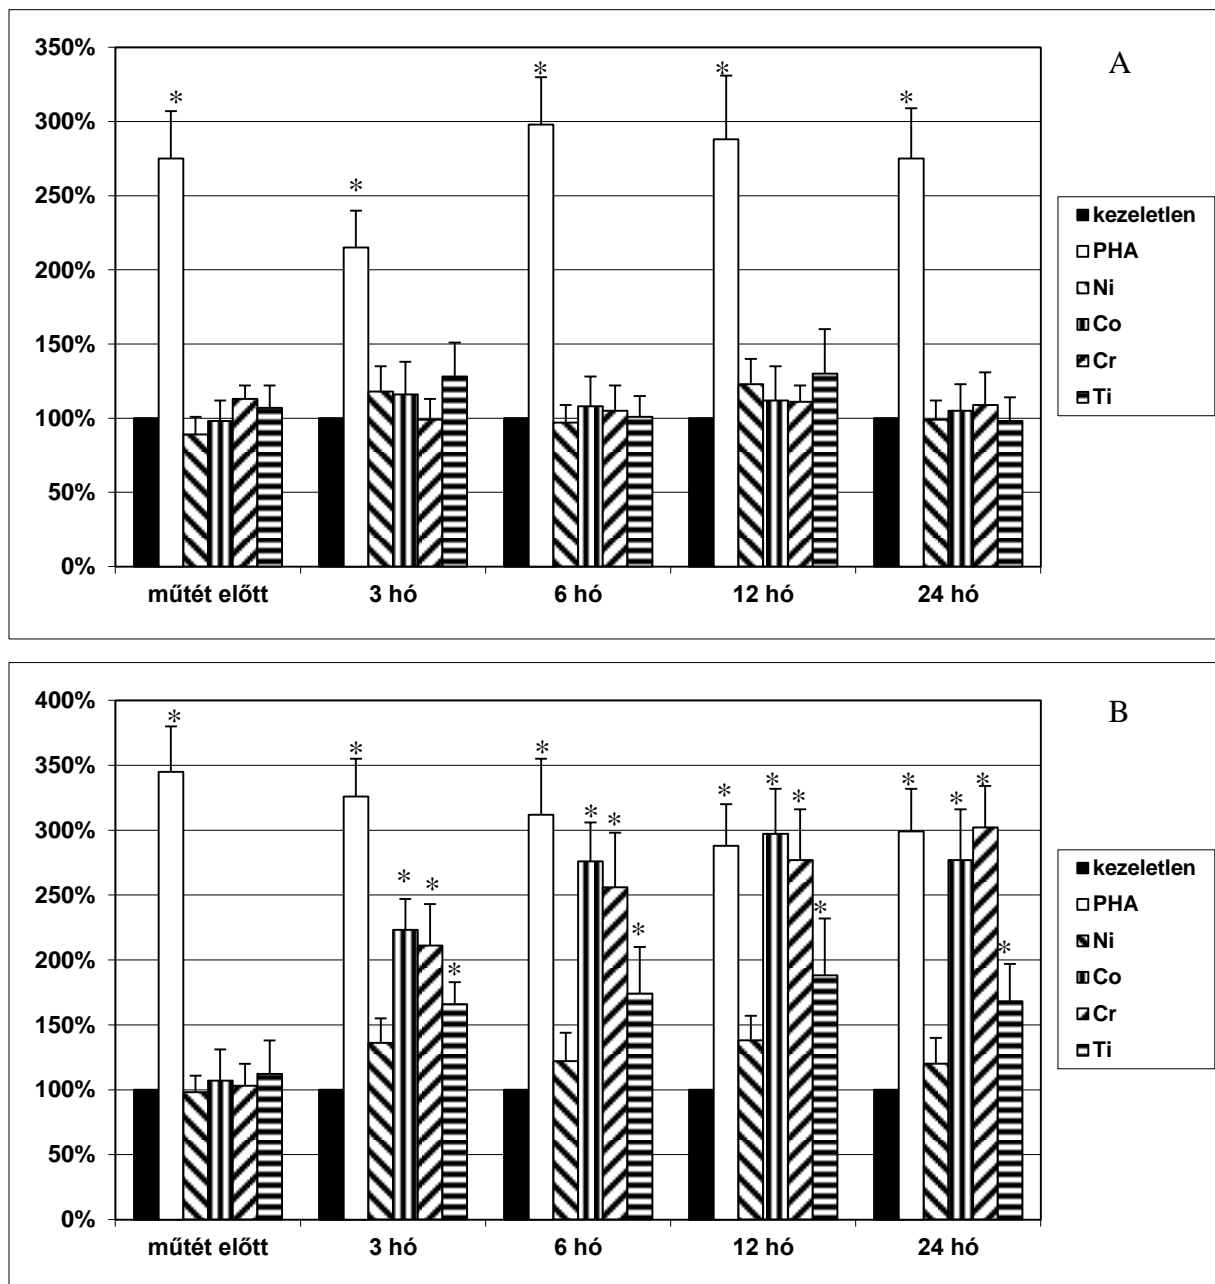 A
350%
300%
250%
200%
150%
100%
50%
0%
* * * * *
műtét előtt 3 hó 6 hó 12 hó 24 hó
kezeletlen
PHA
Ni
Co
Cr
Ti
B
400%
350%
300%
250%
200%
150%
100%
50%
0%
* * * * * * * * * * * * * * * * *
műtét előtt 3 hó 6 hó 12 hó 24 hó
kezeletlen
PHA
Ni
Co
Cr
Ti